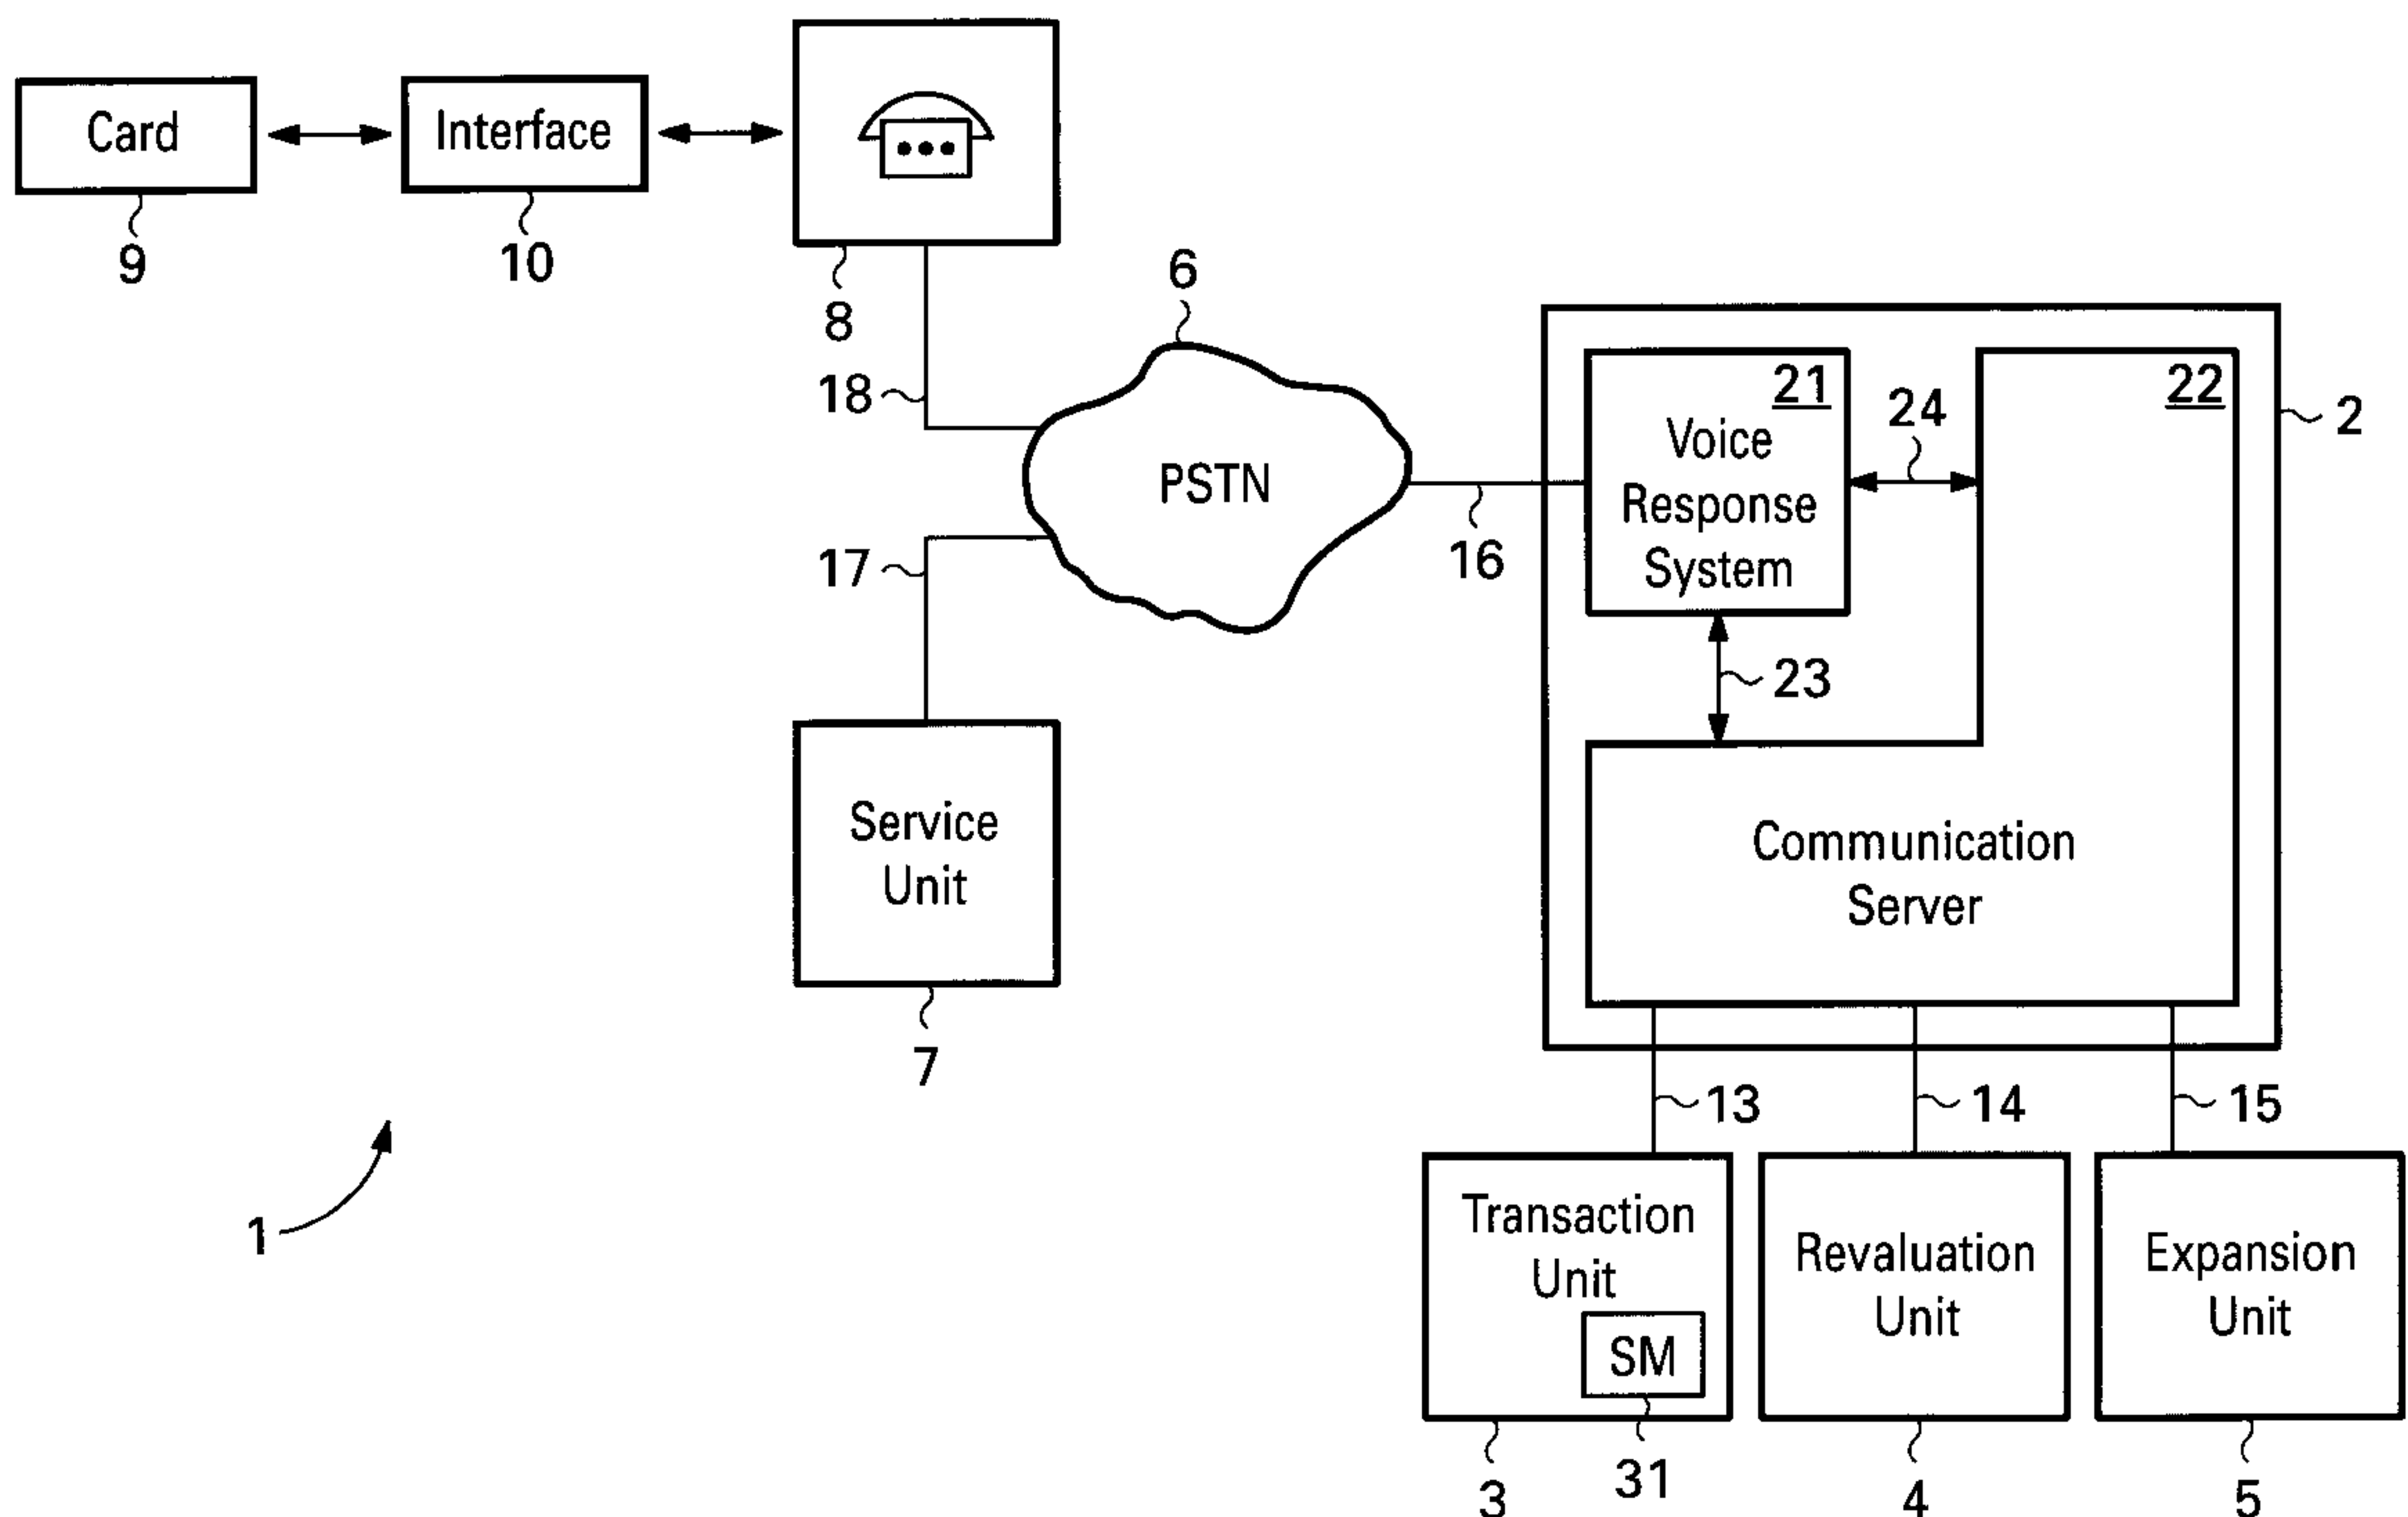 Card
9
Interface
10
8
18
6
PSTN
17
16
Service
Unit
7
1
2
21
Voice
Response
System
24
22
23
Communication
Server
13
14
15
Transaction
Unit
SM
31
3
Revaluation
Unit
4
Expansion
Unit
5